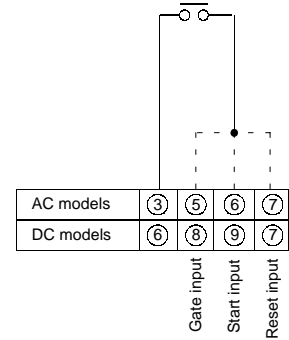 AC models 3 5 6 7
DC models 6 8 9 7
Gate input
Start input
Reset input